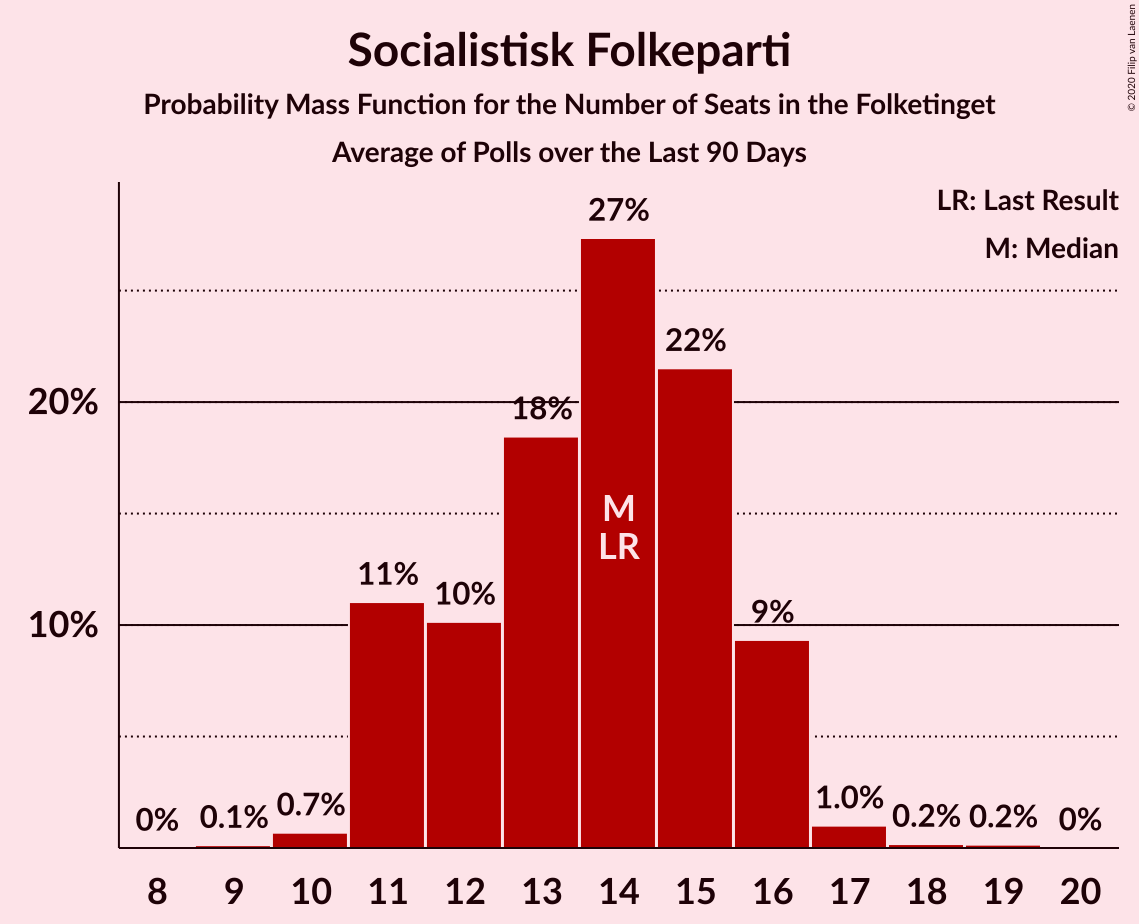 Socialistisk Folkeparti
Probability Mass Function for the Number of Seats in the Folketinget
Average of Polls over the Last 90 Days
© 2020 Filip van Laenen
LR: Last Result
M: Median
20%
10%
0%
0.1%
0.7%
11%
10%
18%
27%
22%
9%
1.0%
0.2%
0.2%
0%
M
LR
8 9 10 11 12 13 14 15 16 17 18 19 20